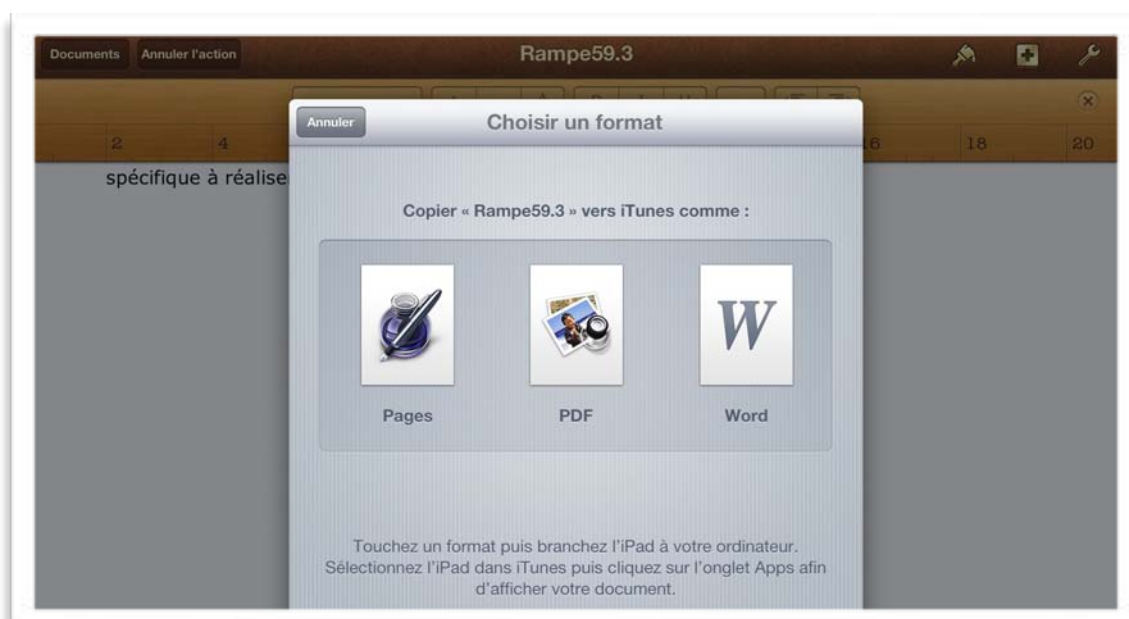 Documents Annuler l'action Rampe59.3
Annuler Choisir un format
2 4 16 18 20
spécifique à réalise
Copier « Rampe59.3 » vers iTunes comme :
W
Pages PDF Word
Touchez un format puis branchez l'iPad à votre ordinateur.
Sélectionnez l'iPad dans iTunes puis cliquez sur l'onglet Apps afin
d'afficher votre document.